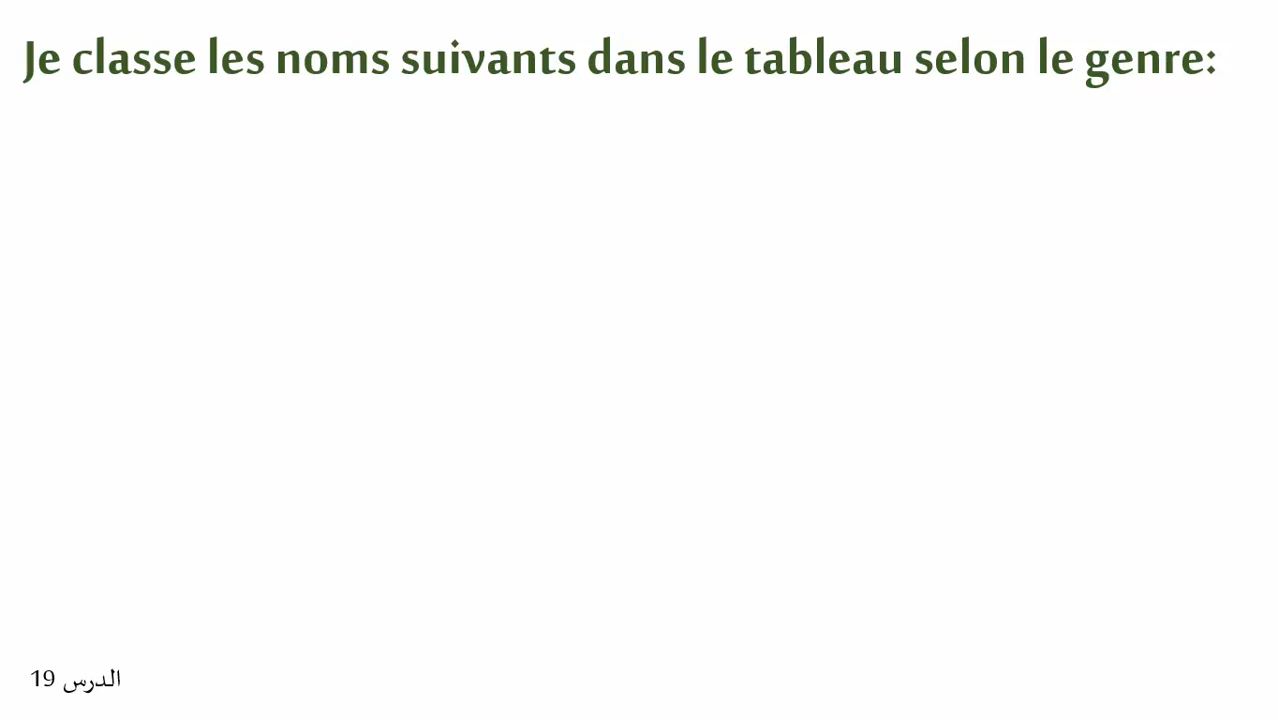 Je classe les noms suivants dans le tableau selon le genre:
الدرس 19